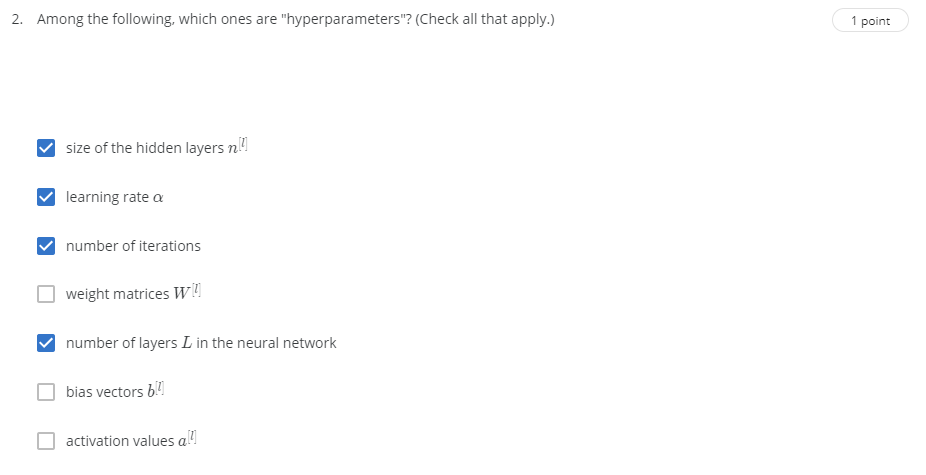 2. Among the following, which ones are "hyperparameters"? (Check all that apply.)
1 point
size of the hidden layers n[l]
learning rate α
number of iterations
weight matrices W[l]
number of layers L in the neural network
bias vectors b[l]
activation values a[l]